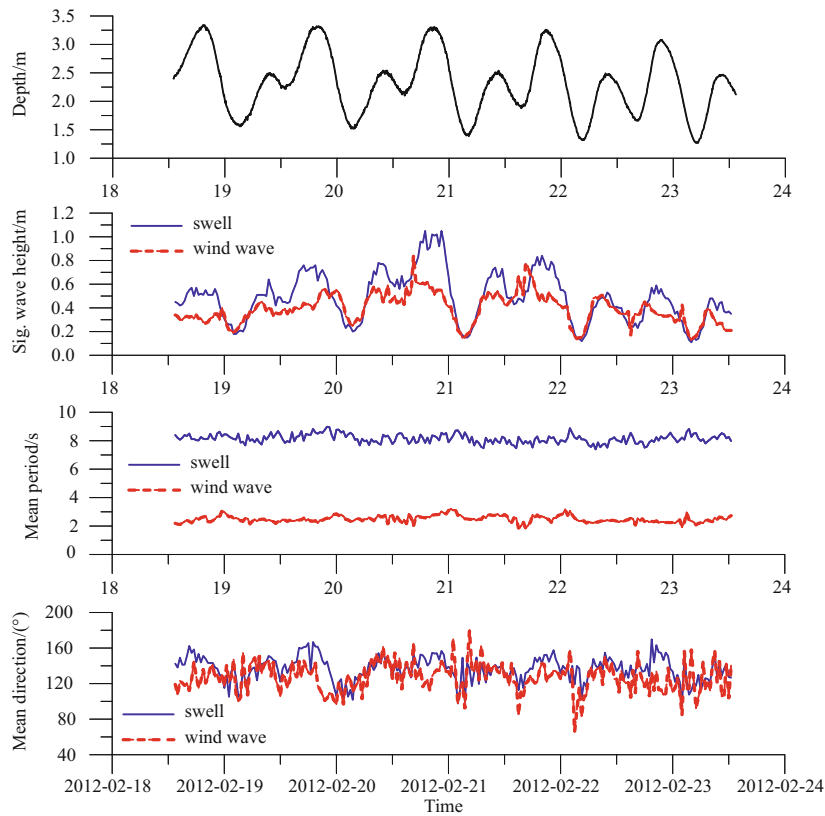 3.5
3.0
2.5
2.0
1.5
1.0
Depth/m
18 19 20 21 22 23 24
1.2
1.0
0.8
0.6
0.4
0.2
0.0
Sig. wave height/m
swell
wind wave
18 19 20 21 22 23 24
10
8
6
4
2
0
Mean period/s
swell
wind wave
18 19 20 21 22 23 24
200
160
120
80
40
Mean direction/(°)
swell
wind wave
2012-02-18 2012-02-19 2012-02-20 2012-02-21 2012-02-22 2012-02-23 2012-02-24
Time